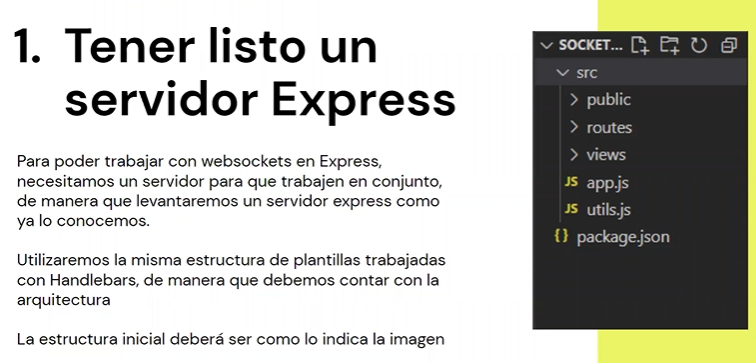 1. Tener listo un
servidor Express
Para poder trabajar con websockets en Express,
necesitamos un servidor para que trabajen en conjunto,
de manera que levantaremos un servidor express como
ya lo conocemos.
Utilizaremos la misma estructura de plantillas trabajadas
con Handlebars, de manera que debemos contar con la
arquitectura
La estructura inicial deberá ser como lo indica la imagen
SOCKET...
src
public
routes
views
JS app.js
JS utils.js
{} package.json